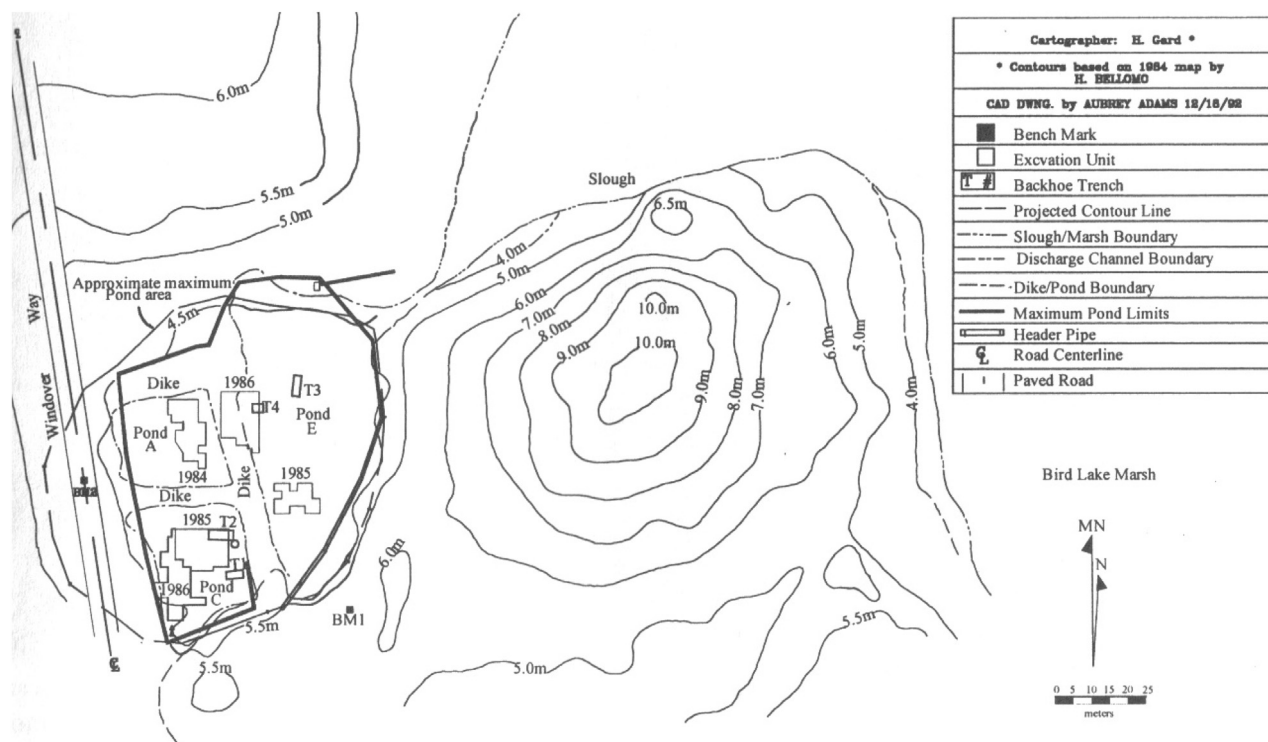 Cartographer: H. Gard *
* Contours based on 1984 map by
H. BELLOMO
CAD DWNG. by AUBREY ADAMS 12/16/92
Bench Mark
Excvation Unit
T # Backhoe Trench
Projected Contour Line
Slough/Marsh Boundary
Discharge Channel Boundary
Dike/Pond Boundary
Maximum Pond Limits
Header Pipe
Road Centerline
Paved Road
6.0m
5.5m
5.0m
Slough
6.5m
4.0m
5.0m
6.0m
7.0m
8.0m
9.0m
10.0m
10.0m
9.0m
8.0m
7.0m
6.0m
5.0m
4.0m
Approximate maximum
Pond area
4.5m
Windover Way
Dike
1986
T3
T4
Pond
E
Pond
A
1984
Dike
Dike
1985
1985
T2
1986
Pond
C
BM1
6.0m
5.5m
5.5m
5.0m
5.5m
6.0m
Bird Lake Marsh
MN
N
0 5 10 15 20 25
meters